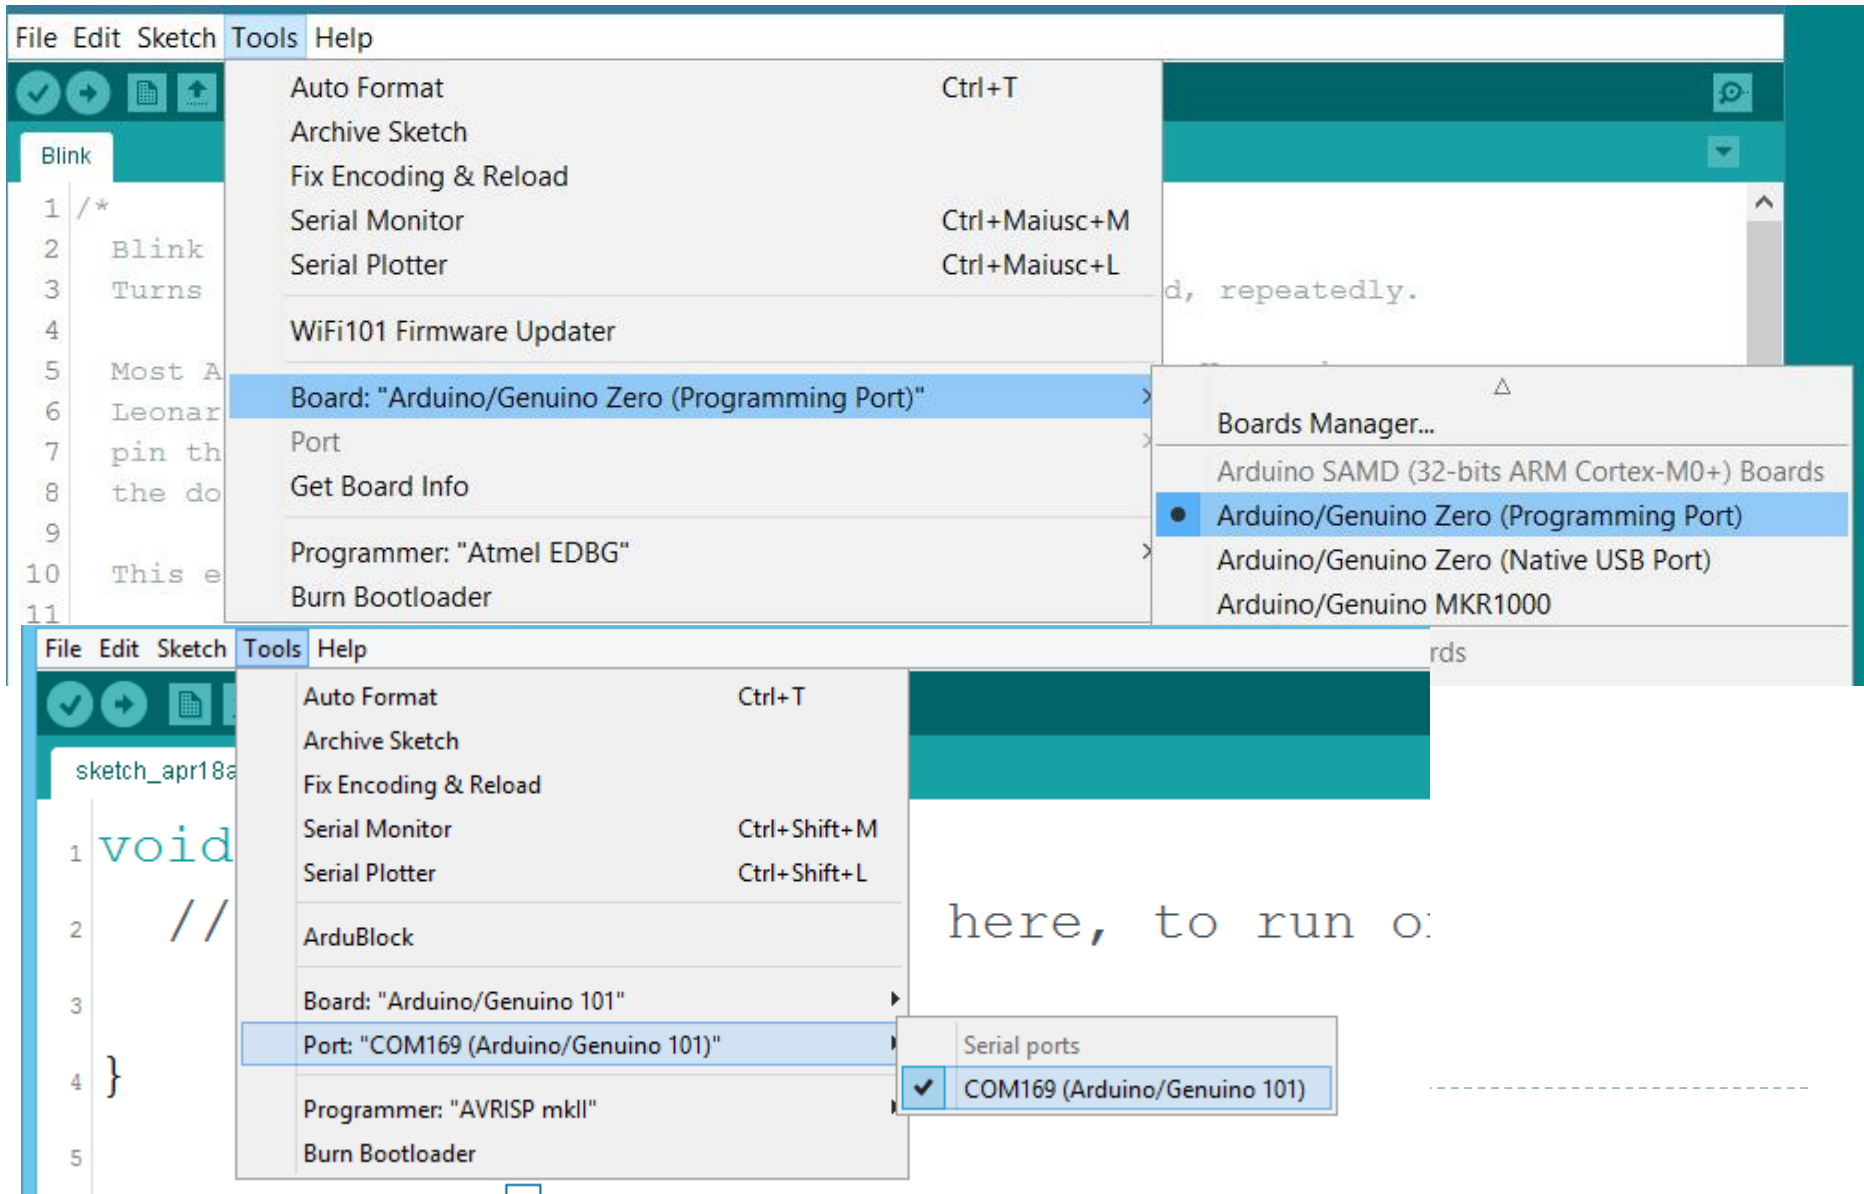 File Edit Sketch Tools Help
Auto Format Ctrl+T
Archive Sketch
Fix Encoding & Reload
Serial Monitor Ctrl+Maiusc+M
Serial Plotter Ctrl+Maiusc+L
WiFi101 Firmware Updater
Board: "Arduino/Genuino Zero (Programming Port)"
Port
Get Board Info
Programmer: "Atmel EDBG"
Burn Bootloader
Boards Manager...
Arduino SAMD (32-bits ARM Cortex-M0+) Boards
Arduino/Genuino Zero (Programming Port)
Arduino/Genuino Zero (Native USB Port)
Arduino/Genuino MKR1000
rds
Blink
1 /*
2 Blink
3 Turns d, repeatedly.
4
5 Most A
6 Leonar
7 pin th
8 the do
9
10 This e
11
File Edit Sketch Tools Help
Auto Format Ctrl+T
Archive Sketch
Fix Encoding & Reload
Serial Monitor Ctrl+Shift+M
Serial Plotter Ctrl+Shift+L
ArduBlock
Board: "Arduino/Genuino 101"
Port: "COM169 (Arduino/Genuino 101)"
Programmer: "AVRISP mkII"
Burn Bootloader
Serial ports
COM169 (Arduino/Genuino 101)
sketch_apr18a
1 void
2 // here, to run
3
4 }
5